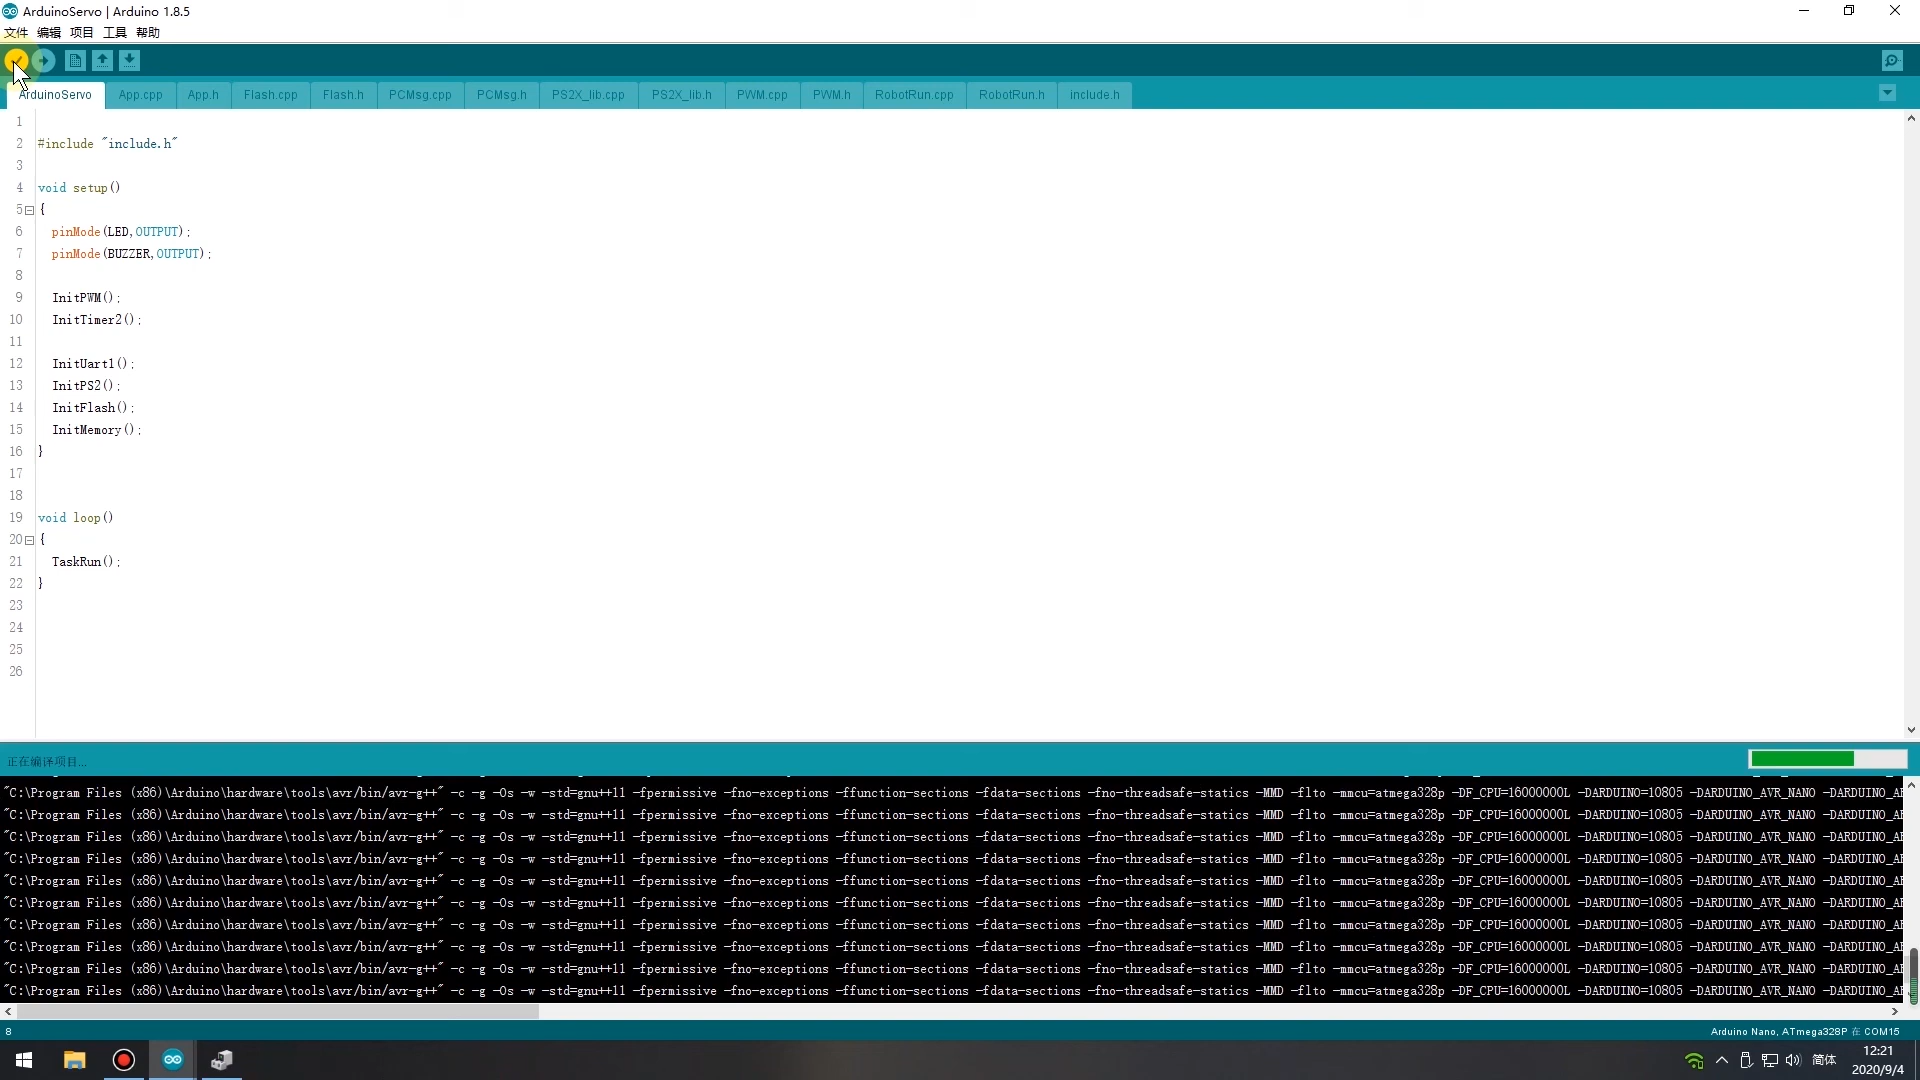 ArduinoServo | Arduino 1.8.5
文件 编辑 项目 工具 帮助
ArduinoServo App.cpp App.h Flash.cpp Flash.h PCMsg.cpp PCMsg.h PS2X_lib.cpp PS2X_lib.h PWM.cpp PWM.h RobotRun.cpp RobotRun.h include.h
1
2 #include "include.h"
3
4 void setup()
5 {
6 pinMode(LED,OUTPUT);
7 pinMode(BUZZER,OUTPUT);
8
9 InitPWM();
10 InitTimer2();
11
12 InitUart1();
13 InitPS2();
14 InitFlash();
15 InitMemory();
16 }
17
18
19 void loop()
20 {
21 TaskRun();
22 }
23
24
25
26
正在编译项目...
"C:\Program Files (x86)\Arduino\hardware\tools\avr/bin/avr-g++" -c -g -Os -w -std=gnu++11 -fpermissive -fno-exceptions -ffunction-sections -fdata-sections -fno-threadsafe-statics -MMD -flto -mmcu=atmega328p -DF_CPU=16000000L -DARDUINO=10805 -DARDUINO_AVR_NANO
"C:\Program Files (x86)\Arduino\hardware\tools\avr/bin/avr-g++" -c -g -Os -w -std=gnu++11 -fpermissive -fno-exceptions -ffunction-sections -fdata-sections -fno-threadsafe-statics -MMD -flto -mmcu=atmega328p -DF_CPU=16000000L -DARDUINO=10805 -DARDUINO_AVR_NANO
"C:\Program Files (x86)\Arduino\hardware\tools\avr/bin/avr-g++" -c -g -Os -w -std=gnu++11 -fpermissive -fno-exceptions -ffunction-sections -fdata-sections -fno-threadsafe-statics -MMD -flto -mmcu=atmega328p -DF_CPU=16000000L -DARDUINO=10805 -DARDUINO_AVR_NANO
"C:\Program Files (x86)\Arduino\hardware\tools\avr/bin/avr-g++" -c -g -Os -w -std=gnu++11 -fpermissive -fno-exceptions -ffunction-sections -fdata-sections -fno-threadsafe-statics -MMD -flto -mmcu=atmega328p -DF_CPU=16000000L -DARDUINO=10805 -DARDUINO_AVR_NANO
"C:\Program Files (x86)\Arduino\hardware\tools\avr/bin/avr-g++" -c -g -Os -w -std=gnu++11 -fpermissive -fno-exceptions -ffunction-sections -fdata-sections -fno-threadsafe-statics -MMD -flto -mmcu=atmega328p -DF_CPU=16000000L -DARDUINO=10805 -DARDUINO_AVR_NANO
"C:\Program Files (x86)\Arduino\hardware\tools\avr/bin/avr-g++" -c -g -Os -w -std=gnu++11 -fpermissive -fno-exceptions -ffunction-sections -fdata-sections -fno-threadsafe-statics -MMD -flto -mmcu=atmega328p -DF_CPU=16000000L -DARDUINO=10805 -DARDUINO_AVR_NANO
"C:\Program Files (x86)\Arduino\hardware\tools\avr/bin/avr-g++" -c -g -Os -w -std=gnu++11 -fpermissive -fno-exceptions -ffunction-sections -fdata-sections -fno-threadsafe-statics -MMD -flto -mmcu=atmega328p -DF_CPU=16000000L -DARDUINO=10805 -DARDUINO_AVR_NANO
"C:\Program Files (x86)\Arduino\hardware\tools\avr/bin/avr-g++" -c -g -Os -w -std=gnu++11 -fpermissive -fno-exceptions -ffunction-sections -fdata-sections -fno-threadsafe-statics -MMD -flto -mmcu=atmega328p -DF_CPU=16000000L -DARDUINO=10805 -DARDUINO_AVR_NANO
"C:\Program Files (x86)\Arduino\hardware\tools\avr/bin/avr-g++" -c -g -Os -w -std=gnu++11 -fpermissive -fno-exceptions -ffunction-sections -fdata-sections -fno-threadsafe-statics -MMD -flto -mmcu=atmega328p -DF_CPU=16000000L -DARDUINO=10805 -DARDUINO_AVR_NANO
"C:\Program Files (x86)\Arduino\hardware\tools\avr/bin/avr-g++" -c -g -Os -w -std=gnu++11 -fpermissive -fno-exceptions -ffunction-sections -fdata-sections -fno-threadsafe-statics -MMD -flto -mmcu=atmega328p -DF_CPU=16000000L -DARDUINO=10805 -DARDUINO_AVR_NANO
8 Arduino Nano, ATmega328P 在 COM15
简体
12:21
2020/9/4